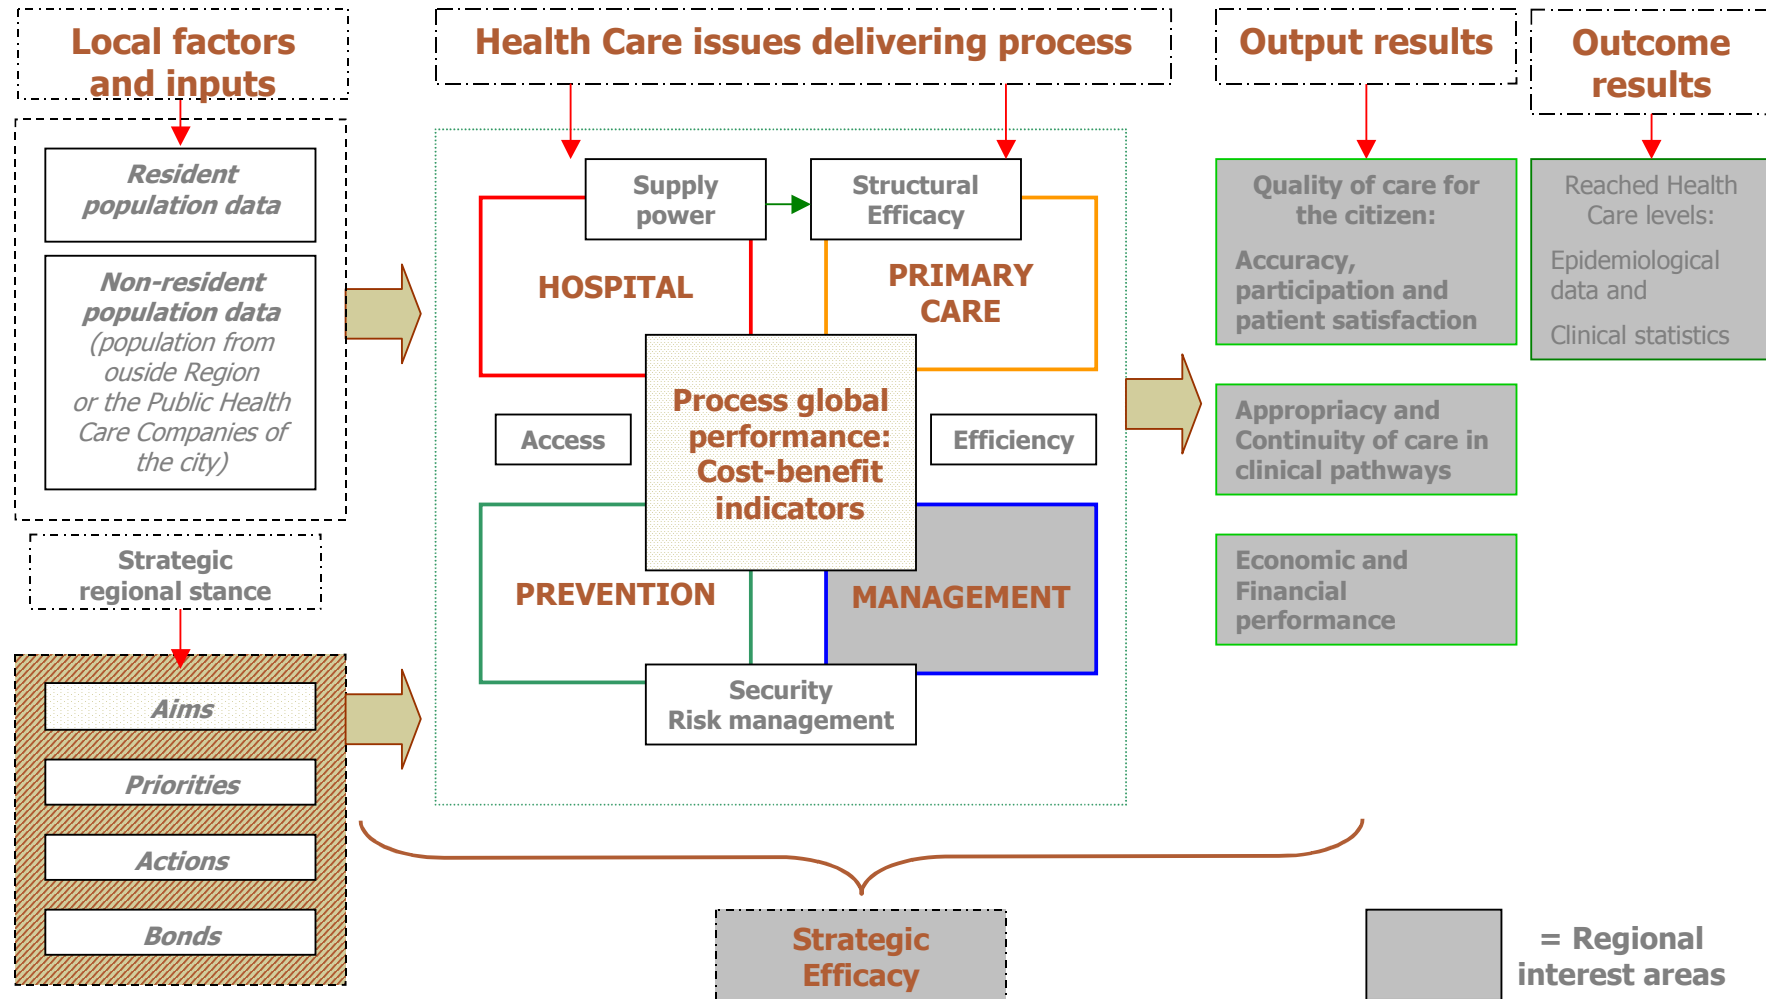 Local factors
and inputs
Resident
population data
Non-resident
population data
(population from
ouside Region
or the Public Health
Care Companies of
the city)
Strategic
regional stance
Aims
Priorities
Actions
Bonds
Health Care issues delivering process
Supply
power
Structural
Efficacy
HOSPITAL
PRIMARY
CARE
Process global
performance:
Cost-benefit
indicators
Access
Efficiency
PREVENTION
MANAGEMENT
Security
Risk management
Strategic
Efficacy
Output results
Quality of care for
the citizen:
Accuracy,
participation and
patient satisfaction
Appropriacy and
Continuity of care in
clinical pathways
Economic and
Financial
performance
Outcome
results
Reached Health
Care levels:
Epidemiological
data and
Clinical statistics
= Regional
interest areas